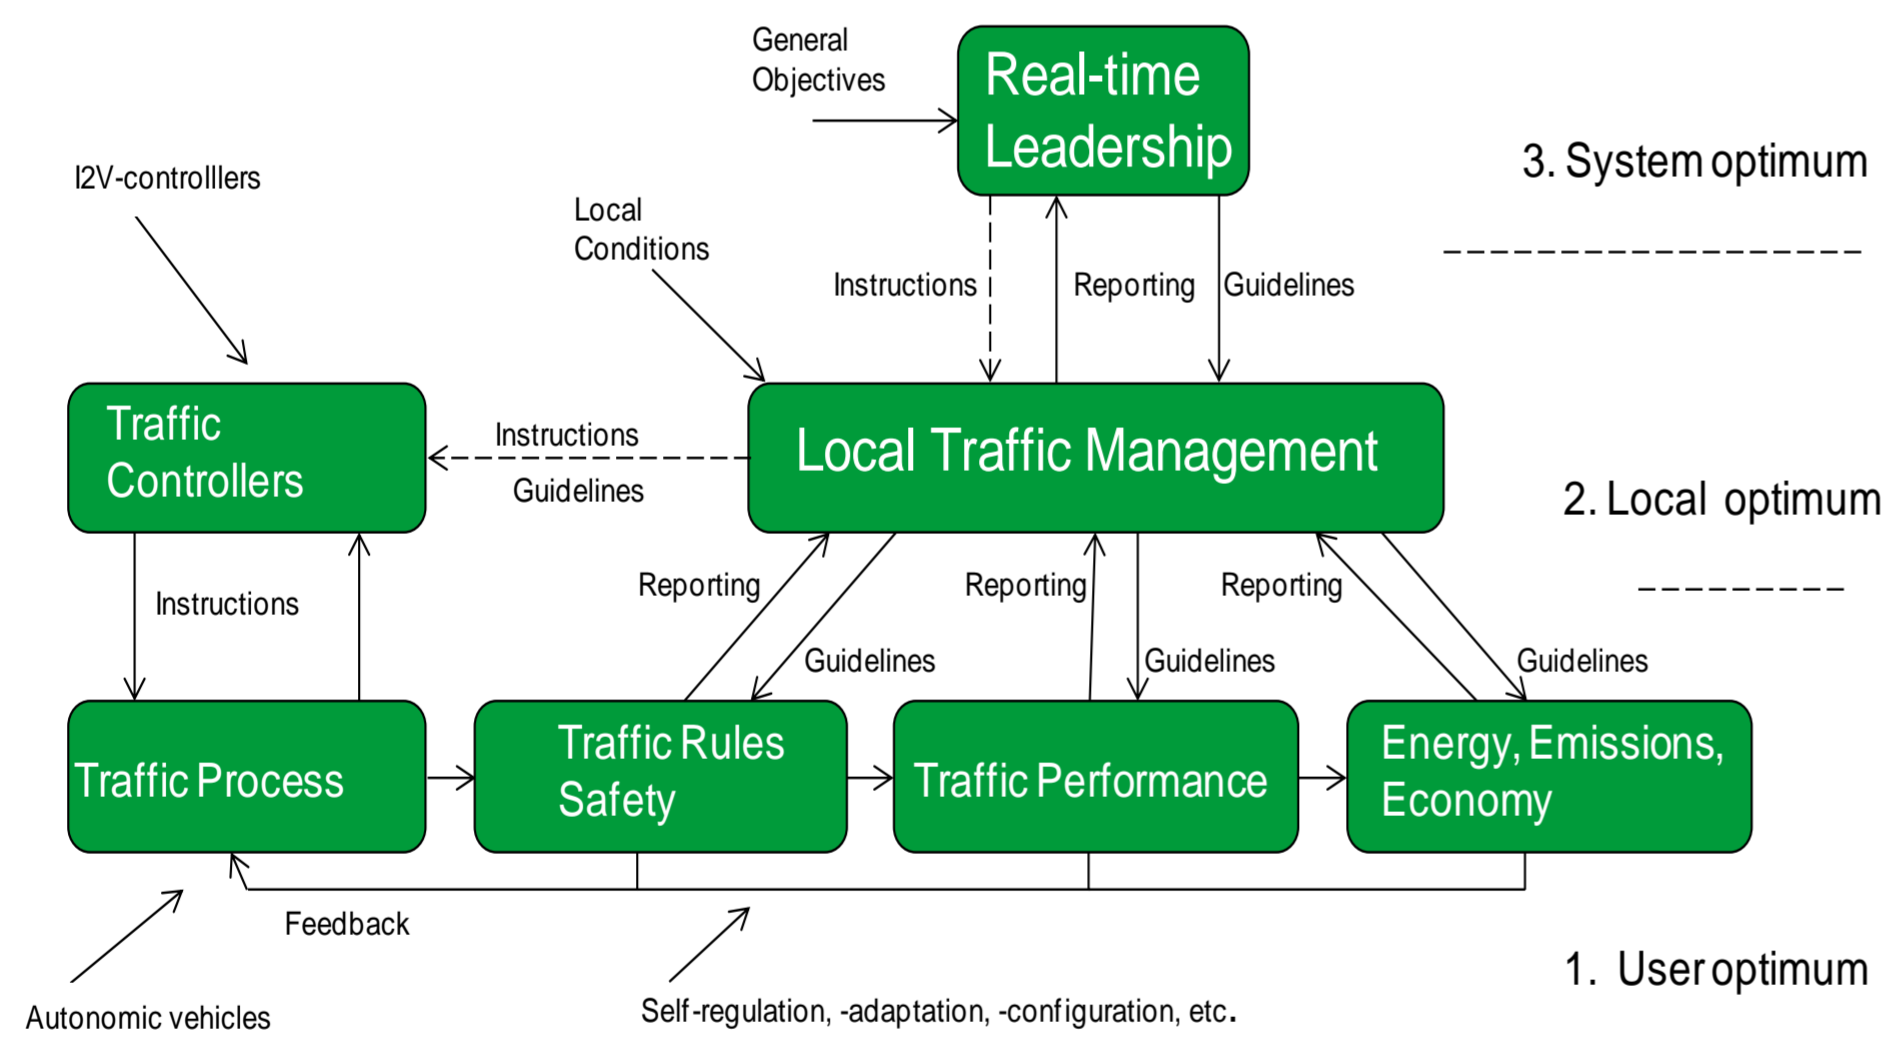 General
Objectives
Real-time
Leadership
3. System optimum
I2V-controlllers
Local
Conditions
Instructions
Reporting
Guidelines
Traffic
Controllers
Instructions
Guidelines
Local Traffic Management
2. Local optimum
Instructions
Reporting
Reporting
Reporting
Guidelines
Guidelines
Guidelines
Traffic Process
Traffic Rules
Safety
Traffic Performance
Energy, Emissions,
Economy
Feedback
1. User optimum
Autonomic vehicles
Self-regulation, -adaptation, -configuration, etc.